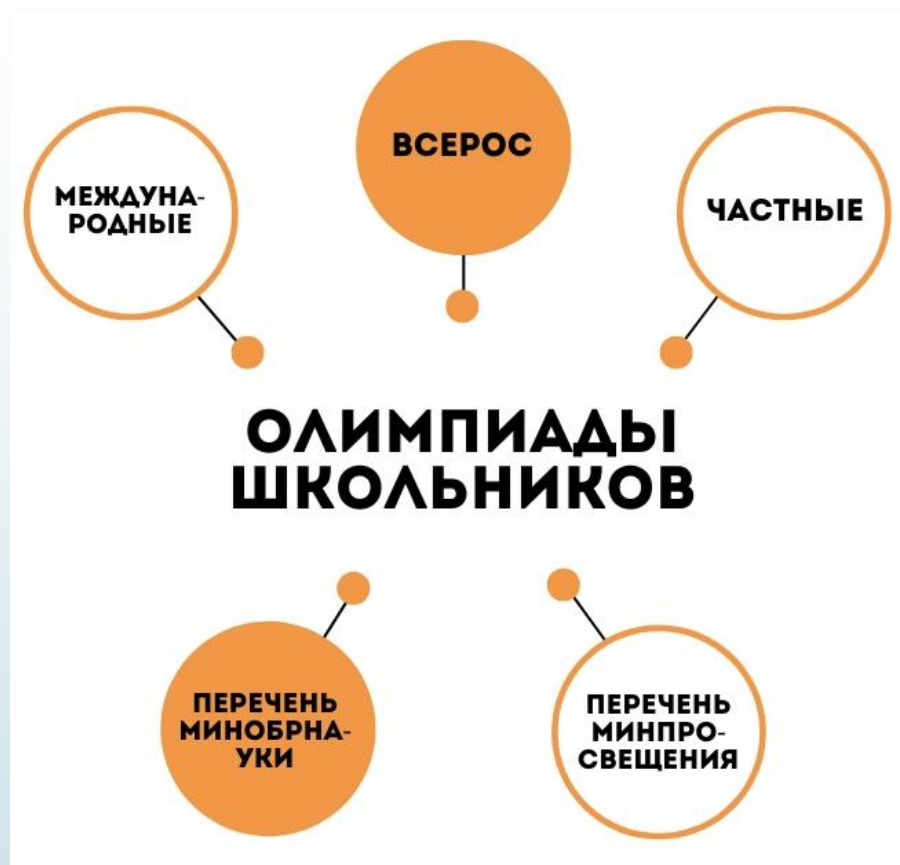 ВСЕРОС
МЕЖДУНА-
РОДНЫЕ
ЧАСТНЫЕ
ОЛИМПИАДЫ
ШКОЛЬНИКОВ
ПЕРЕЧЕНЬ
МИНОБРНА-
УКИ
ПЕРЕЧЕНЬ
МИНПРО-
СВЕЩЕНИЯ